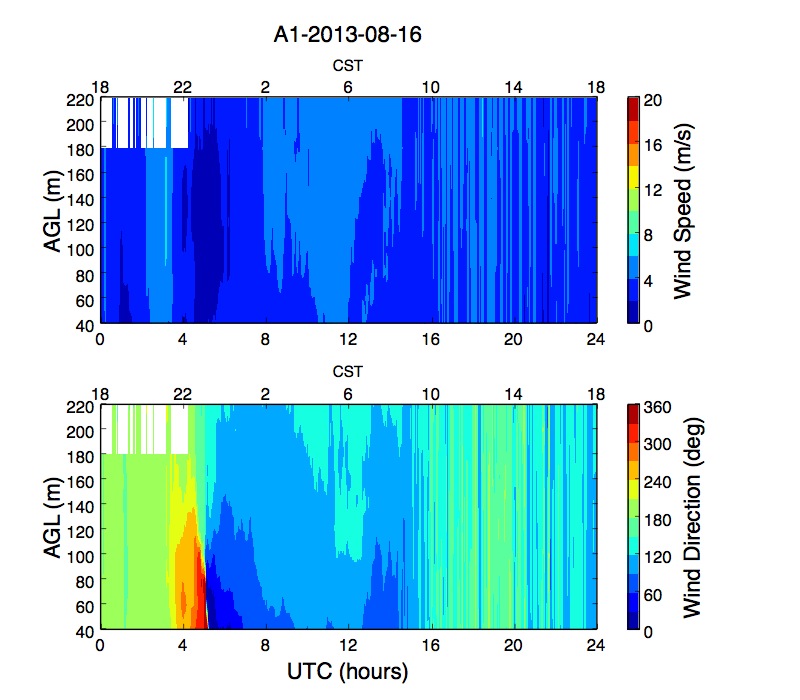 A1-2013-08-16
CST
18 22 2 6 10 14 18
220
200
180
160
140
120
100
80
60
40
AGL (m)
0 4 8 12 16 20 24
20
16
12
8
4
0
Wind Speed (m/s)
CST
18 22 2 6 10 14 18
220
200
180
160
140
120
100
80
60
40
AGL (m)
0 4 8 12 16 20 24
UTC (hours)
360
300
240
180
120
60
0
Wind Direction (deg)